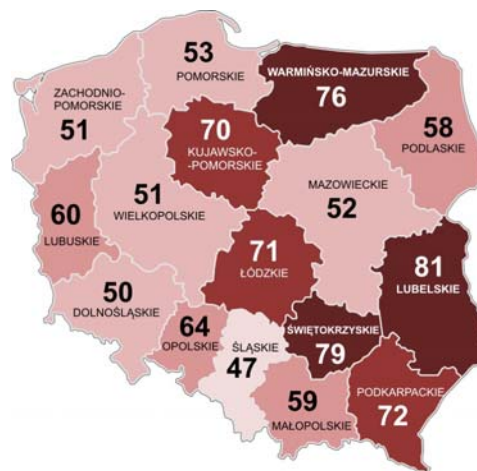 53
POMORSKIE
WARMIŃSKO-MAZURSKIE
76
ZACHODNIO-
POMORSKIE
51
70
KUJAWSKO-
-POMORSKIE
58
PODLASKIE
51
WIELKOPOLSKIE
MAZOWIECKIE
52
60
LUBUSKIE
71
ŁÓDZKIE
81
LUBELSKIE
50
DOLNOŚLĄSKIE
64
OPOLSKIE
ŚLĄSKIE
47
ŚWIĘTOKRZYSKIE
79
59
MAŁOPOLSKIE
PODKARPACKIE
72